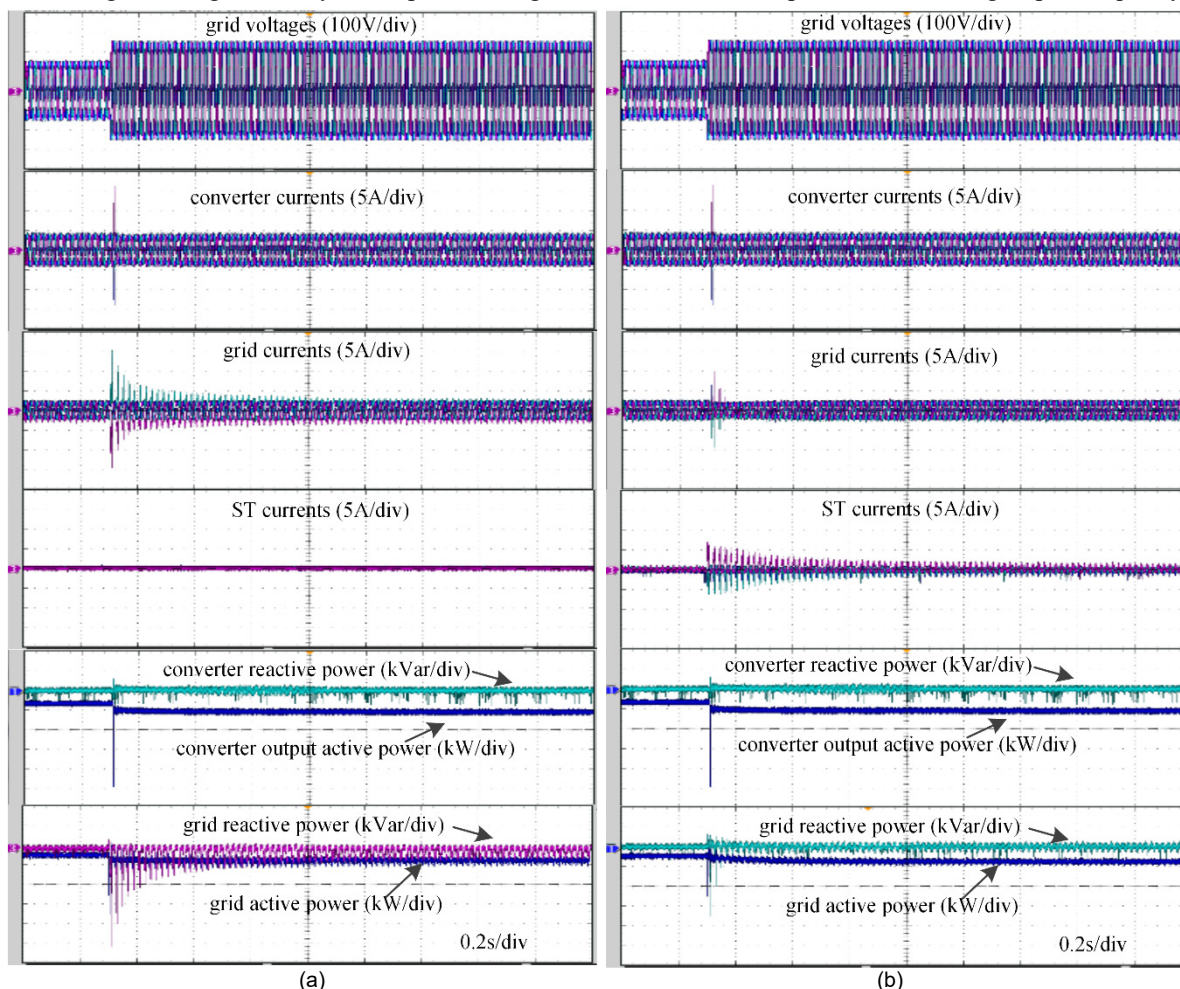 grid voltages (100V/div)
converter currents (5A/div)
grid currents (5A/div)
ST currents (5A/div)
converter reactive power (kVar/div)
converter output active power (kW/div)
grid reactive power (kVar/div)
grid active power (kW/div)
0.2s/div
(a)
grid voltages (100V/div)
converter currents (5A/div)
grid currents (5A/div)
ST currents (5A/div)
converter reactive power (kVar/div)
converter output active power (kW/div)
grid reactive power (kVar/div)
grid active power (kW/div)
0.2s/div
(b)